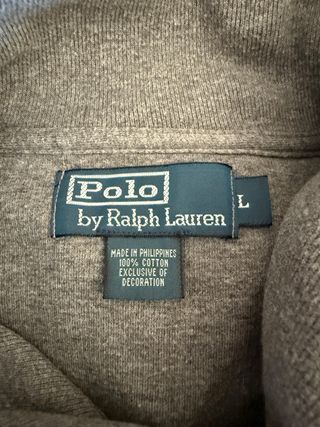 Polo
by Ralph Lauren
L
MADE IN PHILIPPINES
100% COTTON
EXCLUSIVE OF
DECORATION